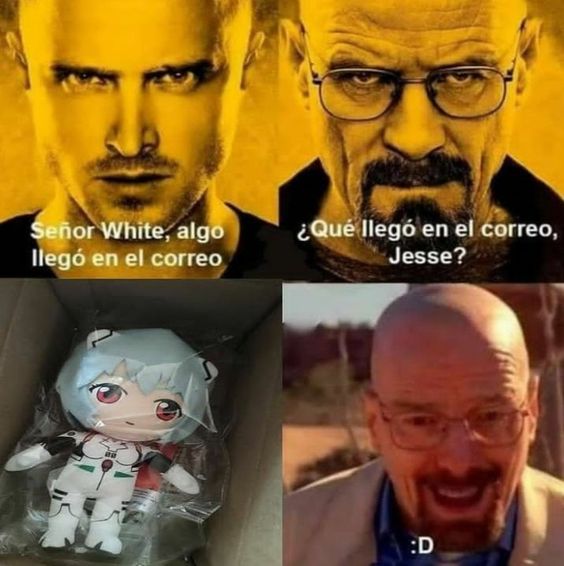 Señor White, algo
llegó en el correo
¿Qué llegó en el correo,
Jesse?
:D